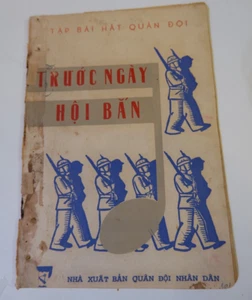 TẬP BÀI HÁT QUÂN ĐỘI
TRƯỚC NGÀY
HỘI BẮN
NHÀ XUẤT BẢN QUÂN ĐỘI NHÂN DÂN